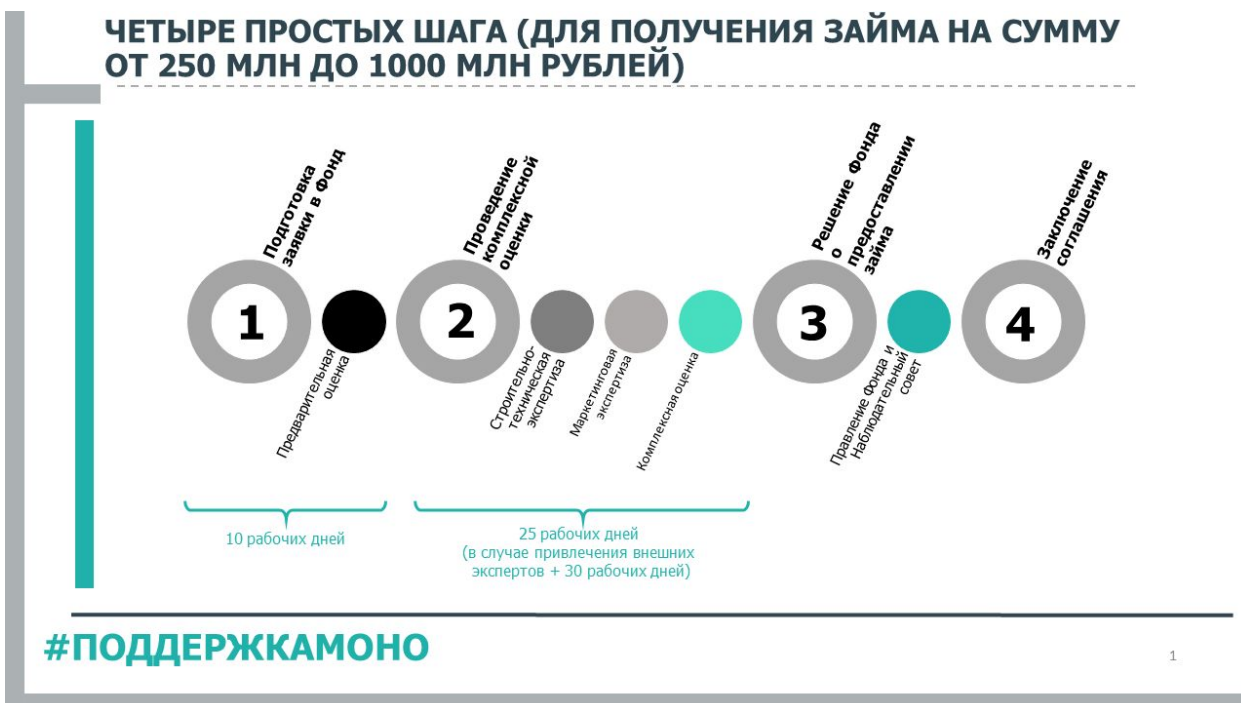 ЧЕТЫРЕ ПРОСТЫХ ШАГА (ДЛЯ ПОЛУЧЕНИЯ ЗАЙМА НА СУММУ
ОТ 250 МЛН ДО 1000 МЛН РУБЛЕЙ)
Подготовка
заявки в Фонд
Проведение
комплексной
оценки
Решение Фонда
о
предоставлении
займа
Заключение
соглашения
1
2
3
4
Предварительная
оценка
Строительно-
техническая
экспертиза
Маркетинговая
экспертиза
Комплексная оценка
Правление Фонда и
Наблюдательный
совет
10 рабочих дней
25 рабочих дней
(в случае привлечения внешних
экспертов + 30 рабочих дней)
#ПОДДЕРЖКАМОНО
1